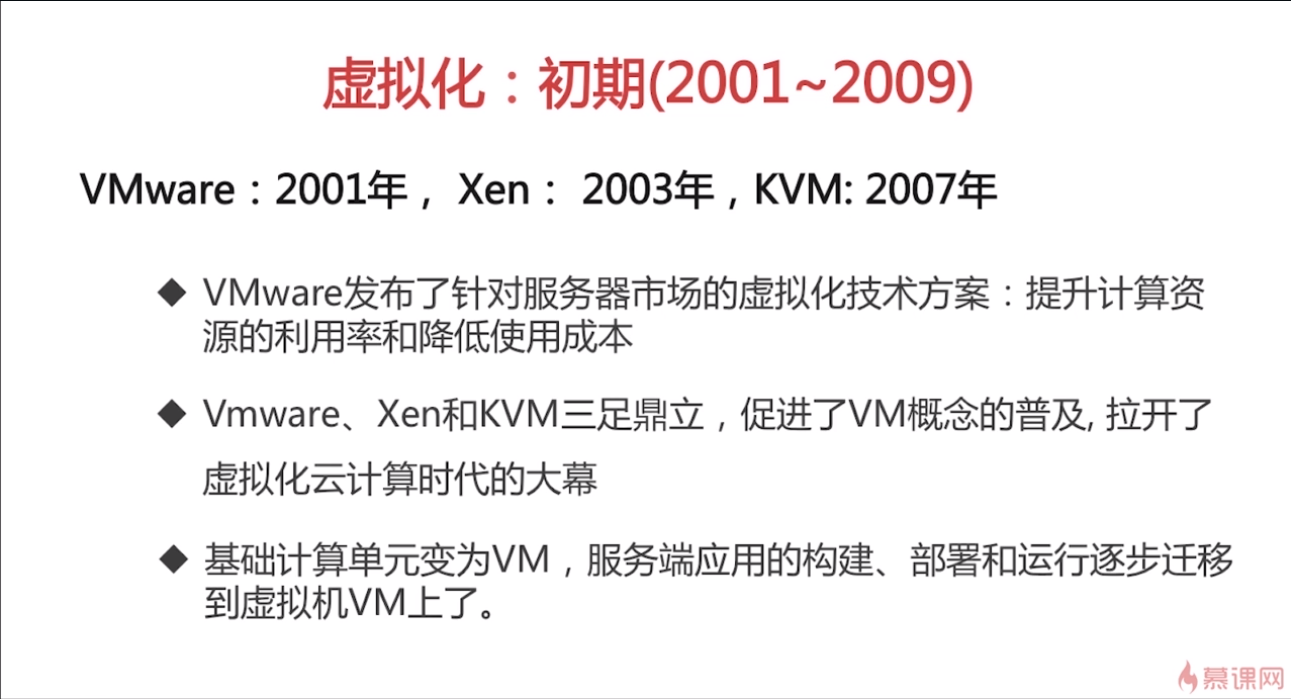 虚拟化：初期(2001~2009)
VMware：2001年， Xen： 2003年，KVM: 2007年
◆ VMware发布了针对服务器市场的虚拟化技术方案：提升计算资
源的利用率和降低使用成本
◆ Vmware、Xen和KVM三足鼎立，促进了VM概念的普及, 拉开了
虚拟化云计算时代的大幕
◆ 基础计算单元变为VM，服务端应用的构建、部署和运行逐步迁移
到虚拟机VM上了。
慕课网